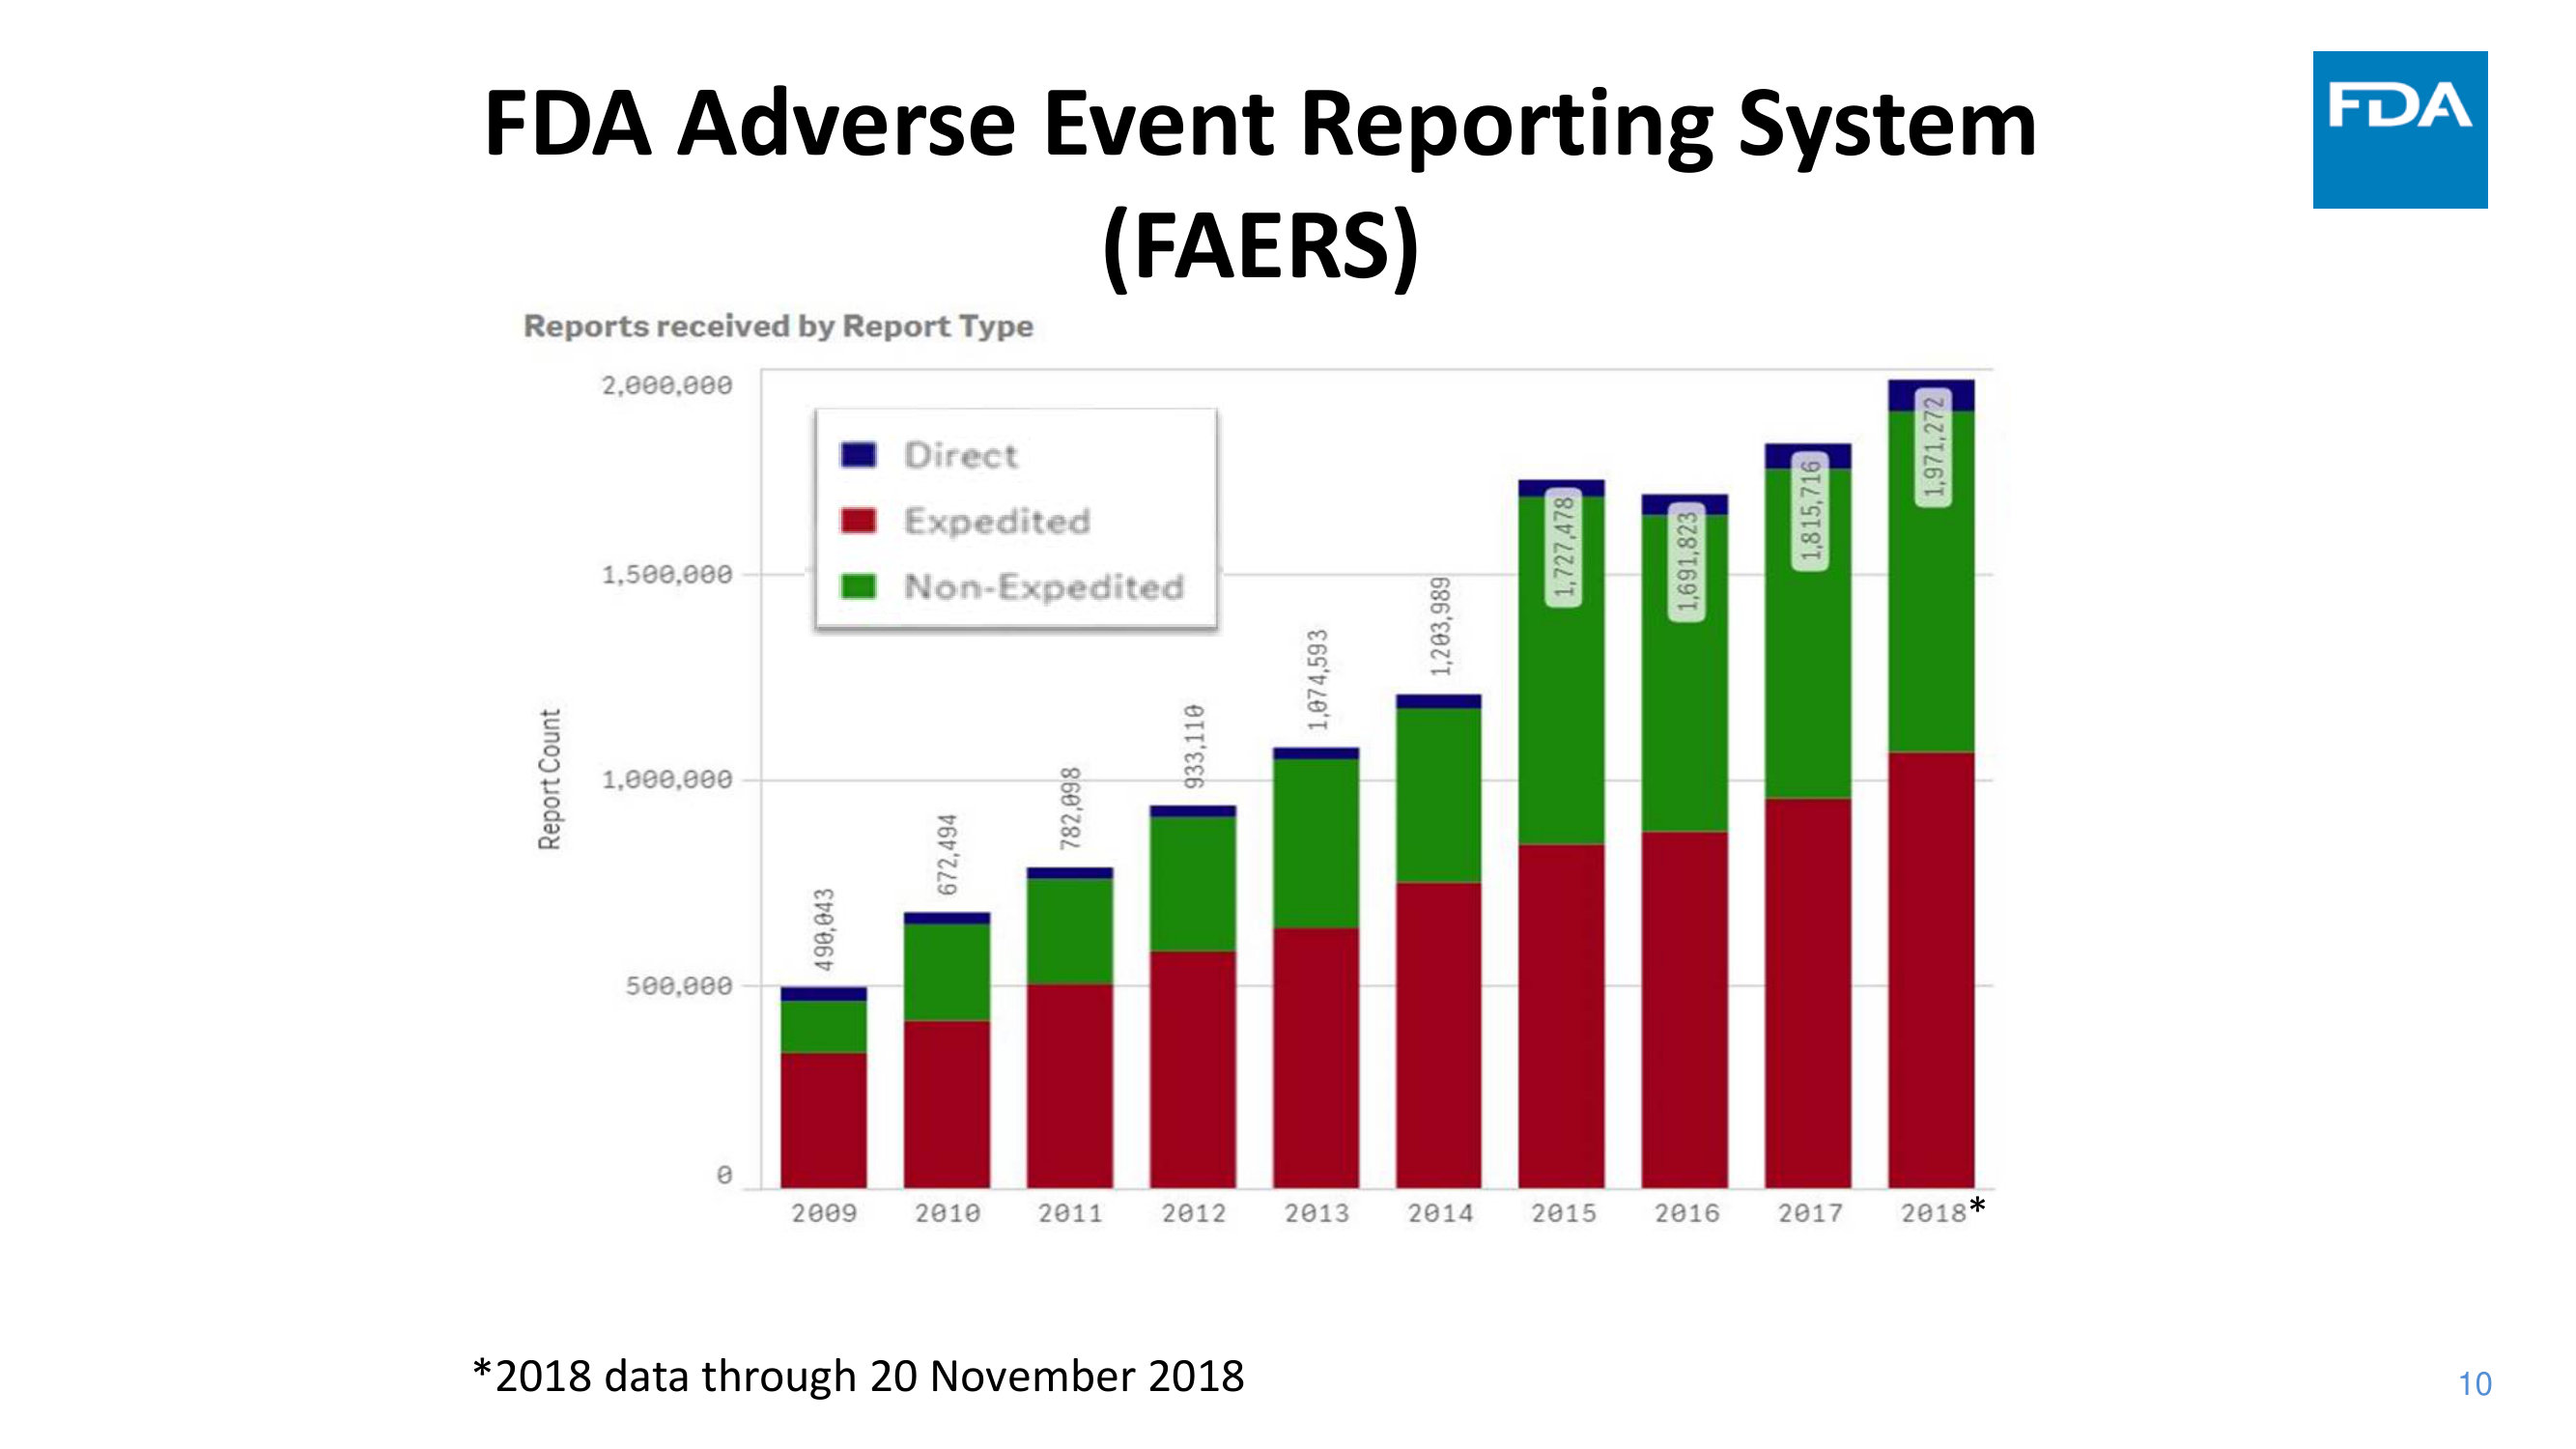 FDA Adverse Event Reporting System
(FAERS)
FDA
Reports received by Report Type
2,000,000
1,500,000
1,000,000
500,000
0
Report Count
Direct
Expedited
Non-Expedited
490,043
672,494
782,098
933,110
1,074,593
1,203,989
1,727,478
1,691,823
1,815,716
1,971,272
2009 2010 2011 2012 2013 2014 2015 2016 2017 2018*
*2018 data through 20 November 2018
10